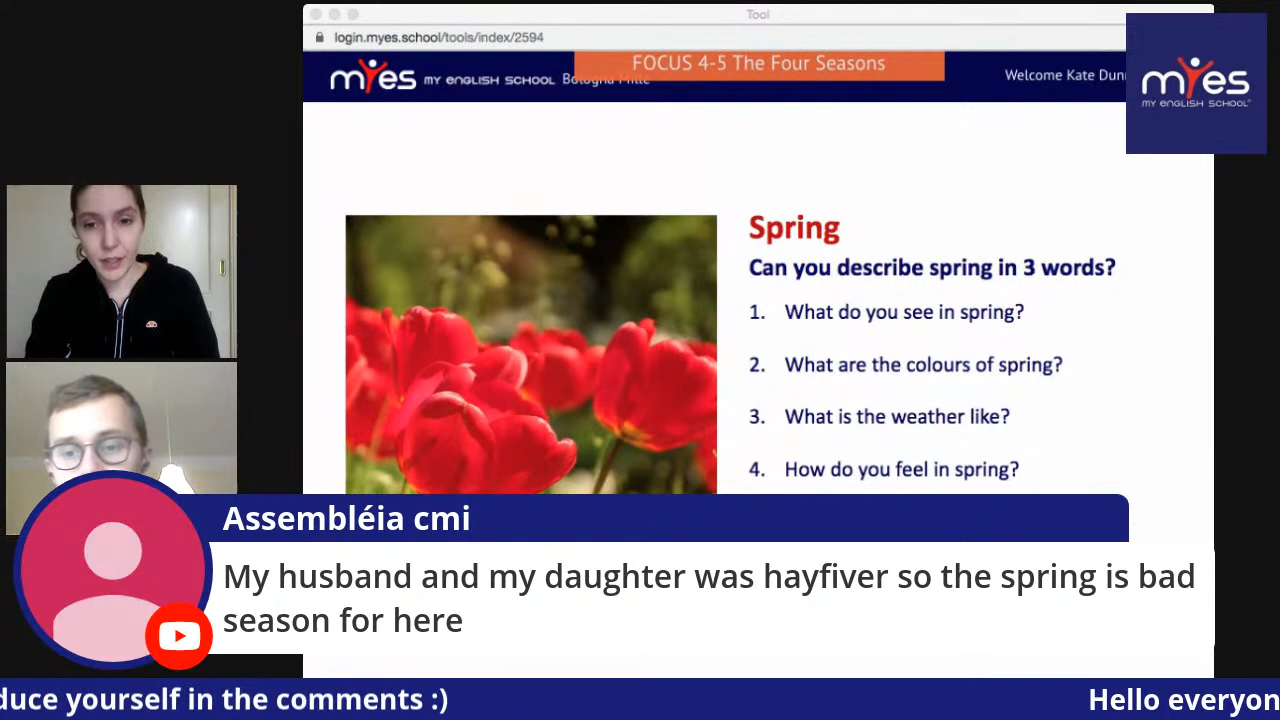 Tool
login.myes.school/tools/index/2594
FOCUS 4-5 The Four Seasons
myes MY ENGLISH SCHOOL Bologna Mille
Welcome Kate Dun
myes
MY ENGLISH SCHOOL
Spring
Can you describe spring in 3 words?
1. What do you see in spring?
2. What are the colours of spring?
3. What is the weather like?
4. How do you feel in spring?
Assembléia cmi
My husband and my daughter was hayfiver so the spring is bad
season for here
duce yourself in the comments :)
Hello everyon